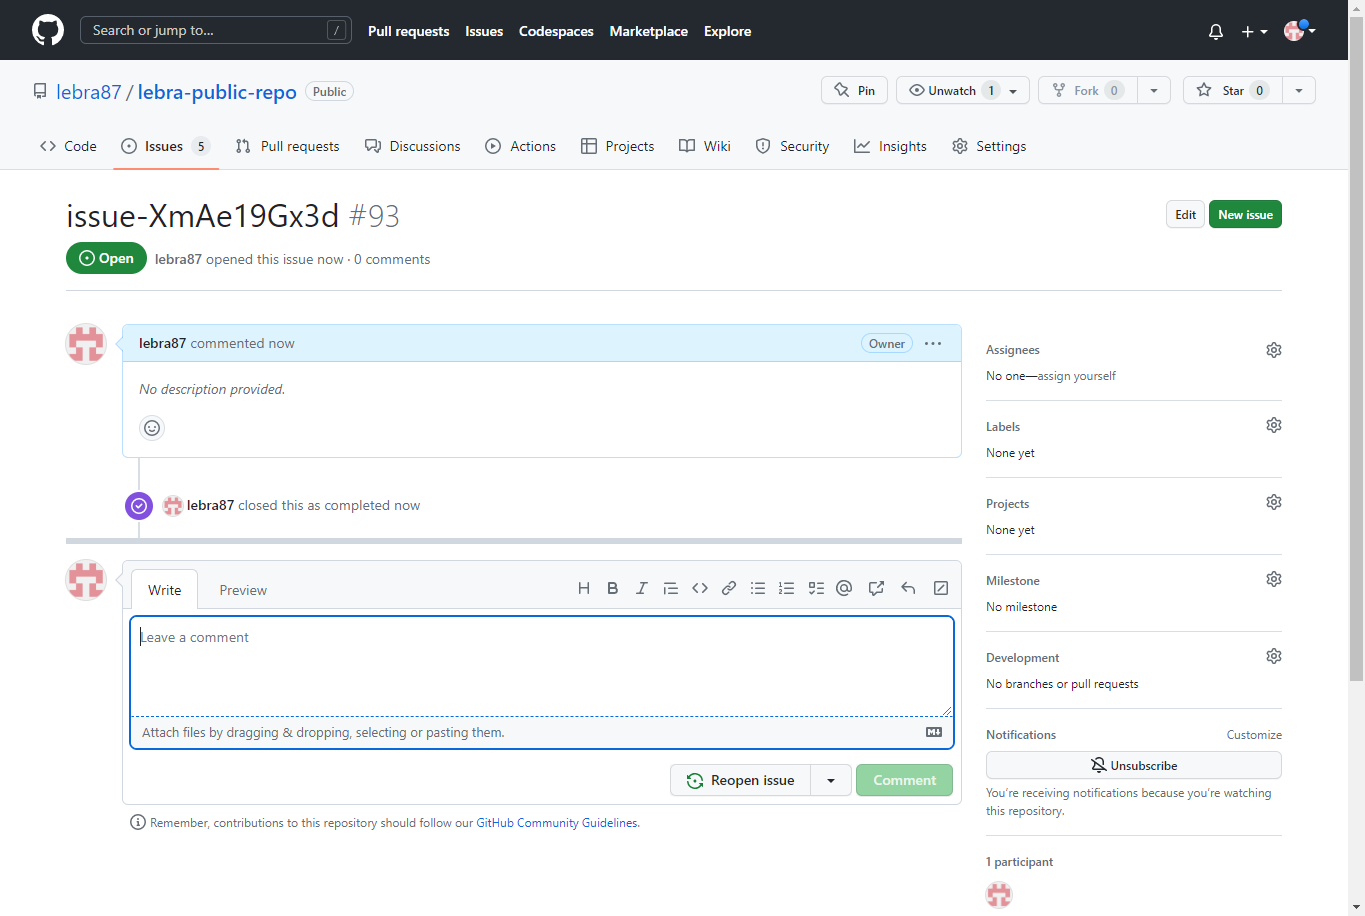 Search or jump to... /
Pull requests Issues Codespaces Marketplace Explore
lebra87 / lebra-public-repo Public
Pin Unwatch 1 Fork 0 Star 0
Code Issues 5 Pull requests Discussions Actions Projects Wiki Security Insights Settings
issue-XmAe19Gx3d #93
Edit New issue
Open lebra87 opened this issue now · 0 comments
lebra87 commented now Owner
No description provided.
lebra87 closed this as completed now
Write Preview
Leave a comment
Attach files by dragging & dropping, selecting or pasting them.
Reopen issue Comment
Remember, contributions to this repository should follow our GitHub Community Guidelines.
Assignees
No one—assign yourself
Labels
None yet
Projects
None yet
Milestone
No milestone
Development
No branches or pull requests
Notifications Customize
Unsubscribe
You're receiving notifications because you're watching
this repository.
1 participant